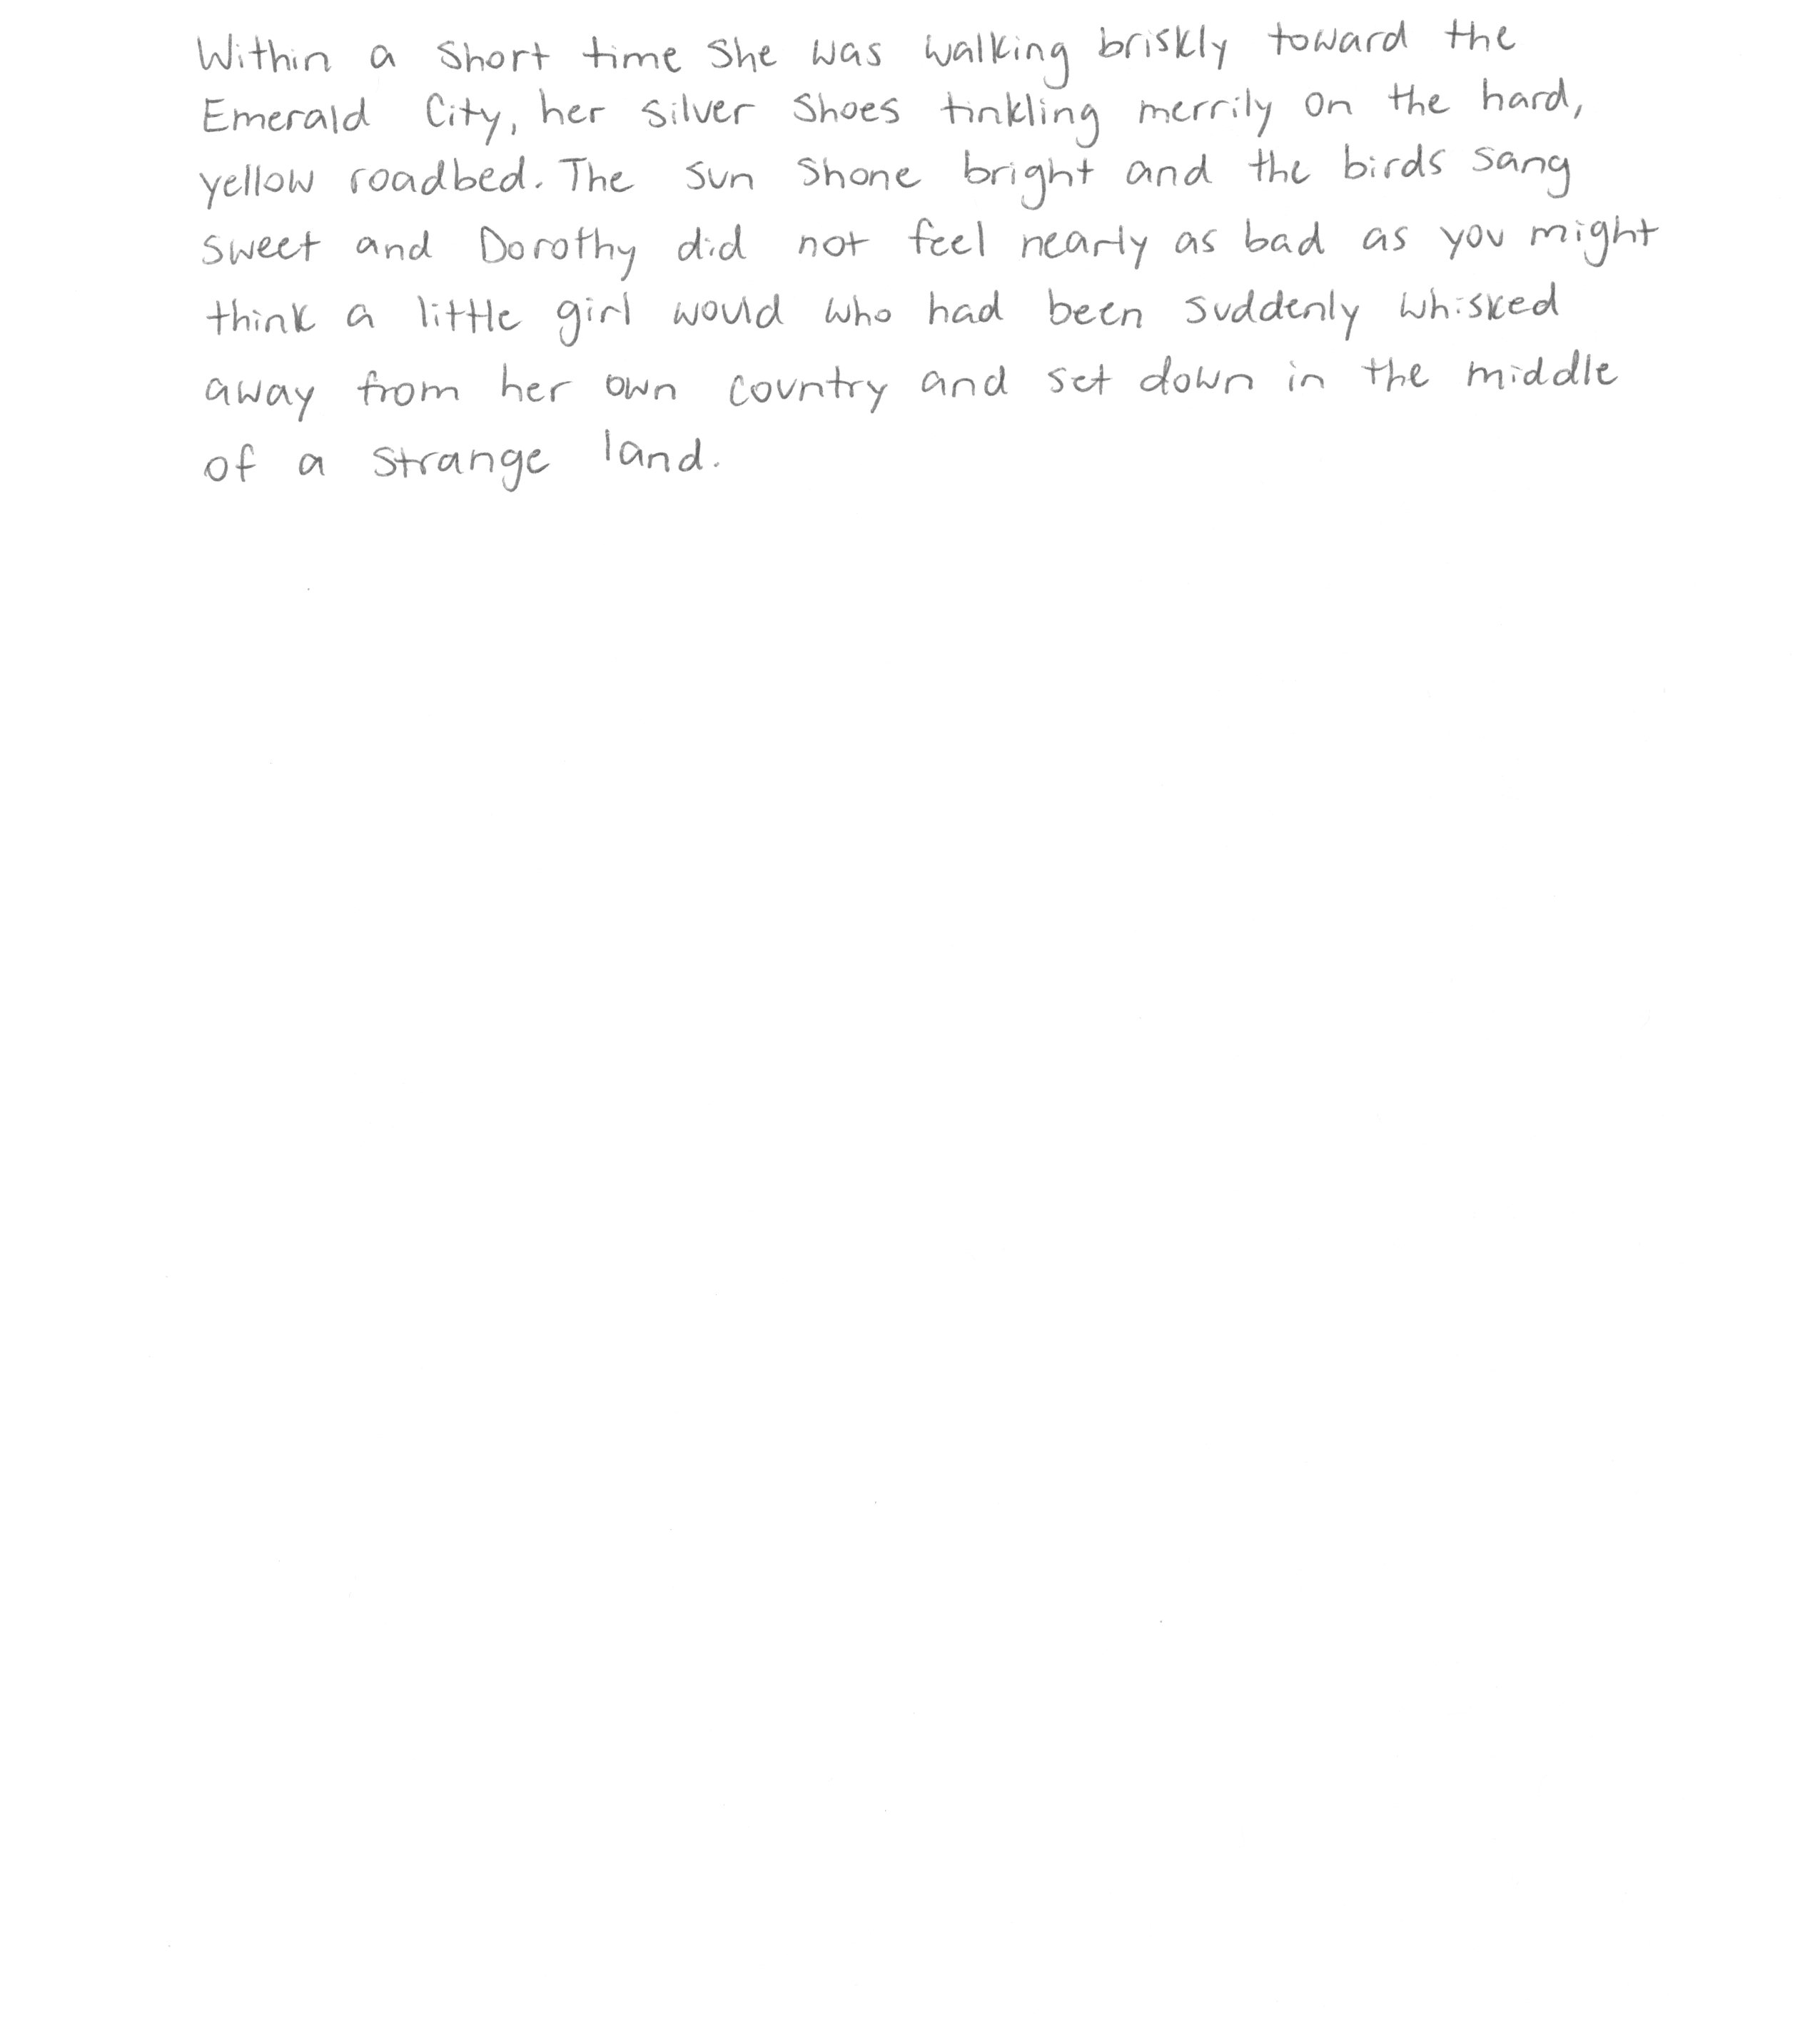 Within a short time she was walking briskly toward the
Emerald City, her silver shoes tinkling merrily on the hard,
yellow roadbed. The sun shone bright and the birds sang
sweet and Dorothy did not feel nearly as bad as you might
think a little girl would who had been suddenly whisked
away from her own country and set down in the middle
of a strange land.